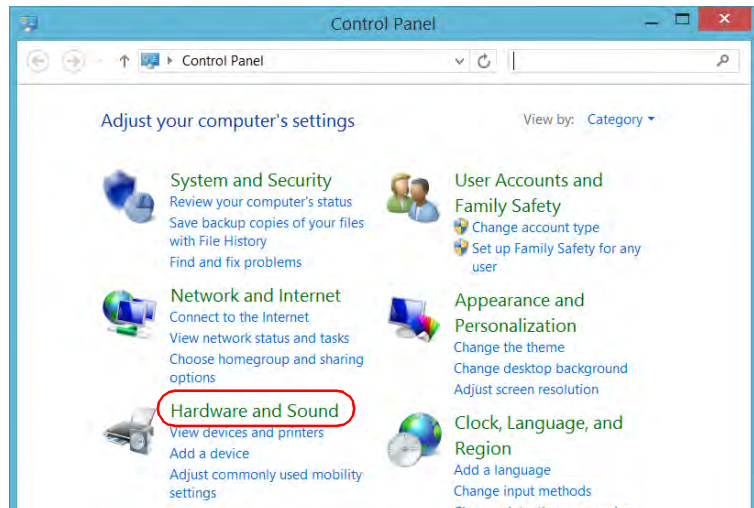 Control Panel
Control Panel
Adjust your computer's settings
View by: Category
System and Security
Review your computer's status
Save backup copies of your files
with File History
Find and fix problems
Network and Internet
Connect to the Internet
View network status and tasks
Choose homegroup and sharing
options
Hardware and Sound
View devices and printers
Add a device
Adjust commonly used mobility
settings
User Accounts and
Family Safety
Change account type
Set up Family Safety for any
user
Appearance and
Personalization
Change the theme
Change desktop background
Adjust screen resolution
Clock, Language, and
Region
Add a language
Change input methods